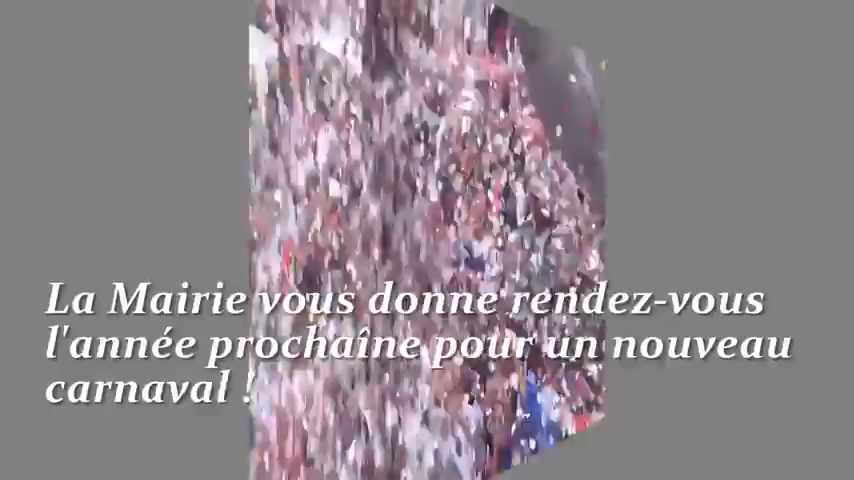 La Mairie vous donne rendez-vous
l'année prochaîne pour un nouveau
carnaval !